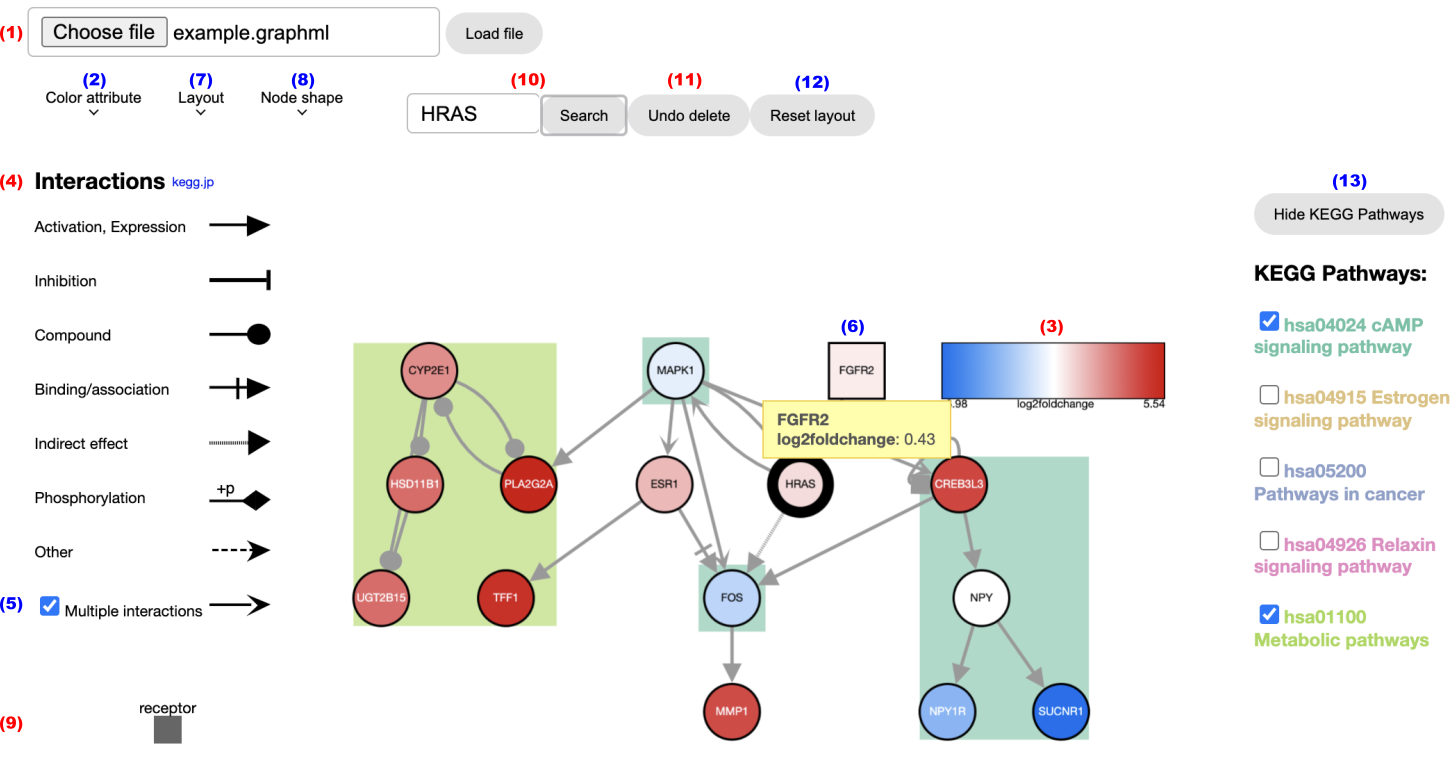 (1) Choose file example.graphml Load file
(2) (7) (8) (10) (11) (12)
Color attribute Layout Node shape
HRAS Search Undo delete Reset layout
(4) Interactions kegg.jp
(13)
Hide KEGG Pathways
Activation, Expression
Inhibition
Compound
Binding/association
Indirect effect
+p
Phosphorylation
Other
(5) Multiple interactions
receptor
(9)
(6) (3)
CYP2E1 MAPK1 FGFR2
.98 log2foldchange 5.54
FGFR2
log2foldchange: 0.43
HSD11B1 PLA2G2A ESR1 HRAS CREB3L3
UGT2B15 TFF1 FOS NPY
MMP1 NPY1R SUCNR1
KEGG Pathways:
hsa04024 cAMP
signaling pathway
hsa04915 Estrogen
signaling pathway
hsa05200
Pathways in cancer
hsa04926 Relaxin
signaling pathway
hsa01100
Metabolic pathways